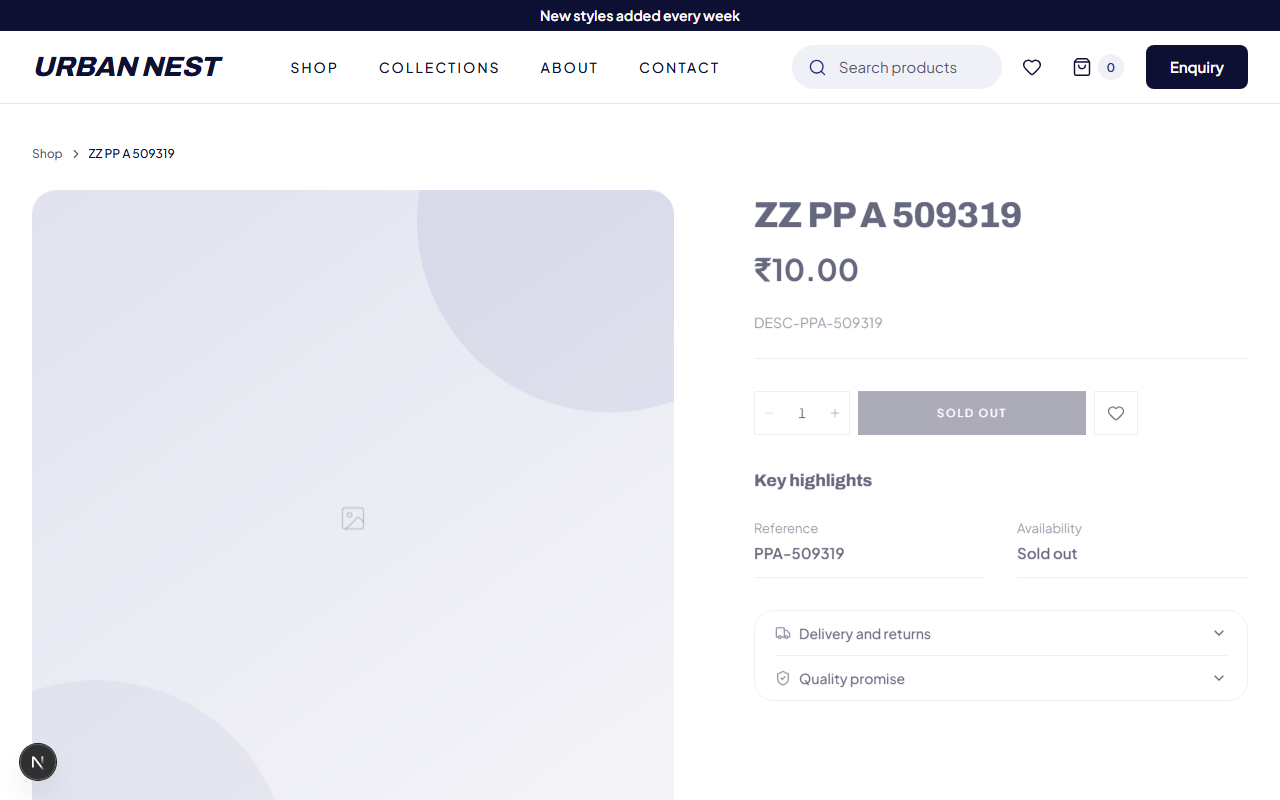 New styles added every week
URBAN NEST
SHOP COLLECTIONS ABOUT CONTACT
Search products
0
Enquiry
Shop > ZZ PP A 509319
ZZ PP A 509319
₹10.00
DESC-PPA-509319
− 1 + SOLD OUT
Key highlights
Reference Availability
PPA-509319 Sold out
Delivery and returns
Quality promise
N